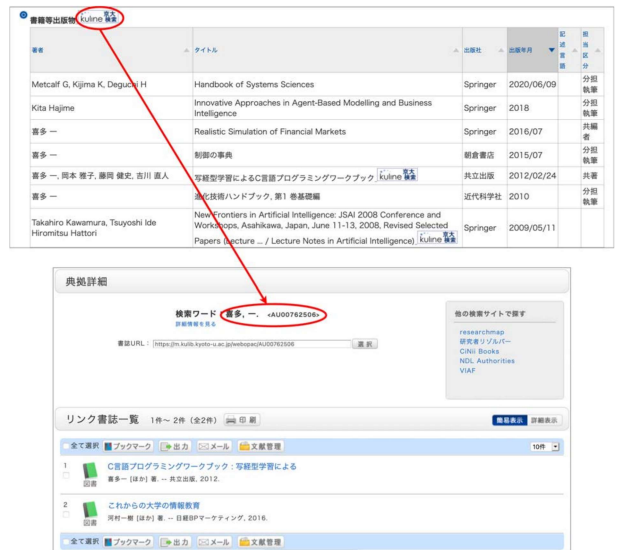 書籍等出版物 kuline 京大検索
著者 タイトル 出版社 出版年月 記述言語 担当区分
Metcalf G, Kijima K, Deguchi H Handbook of Systems Sciences Springer 2020/06/09 分担執筆
Kita Hajime Innovative Approaches in Agent-Based Modelling and Business Intelligence Springer 2018 分担執筆
喜多 一 Realistic Simulation of Financial Markets Springer 2016/07 共編者
喜多 一 制御の事典 朝倉書店 2015/07 分担執筆
喜多 一, 岡本 雅子, 藤岡 健史, 吉川 直人 写経型学習によるC言語プログラミングワークブック kuline 京大検索 共立出版 2012/02/24 共著
喜多 一 進化技術ハンドブック, 第1 巻基礎編 近代科学社 2010 分担執筆
Takahiro Kawamura, Tsuyoshi Ide Hiromitsu Hattori New Frontiers in Artificial Intelligence: JSAI 2008 Conference and Workshops, Asahikawa, Japan, June 11-13, 2008, Revised Selected Papers (Lecture ... / Lecture Notes in Artificial Intelligence) kuline 京大検索 Springer 2009/05/11
典拠詳細
検索ワード : 喜多, 一. <AU00762506>
詳細情報を見る
書誌URL : https://m.kulib.kyoto-u.ac.jp/webopac/AU00762506 選択
他の検索サイトで探す
researchmap
研究者リゾルバー
CiNii Books
NDL Authorities
VIAF
リンク書誌一覧 1件～ 2件 (全2件) 印刷 簡易表示 詳細表示
全て選択 ブックマーク 出力 メール 文献管理 10件
1 C言語プログラミングワークブック : 写経型学習による
図書 喜多一 [ほか] 著. -- 共立出版, 2012.
2 これからの大学の情報教育
図書 河村一樹 [ほか] 著. -- 日経BPマーケティング, 2016.
全て選択 ブックマーク 出力 メール 文献管理